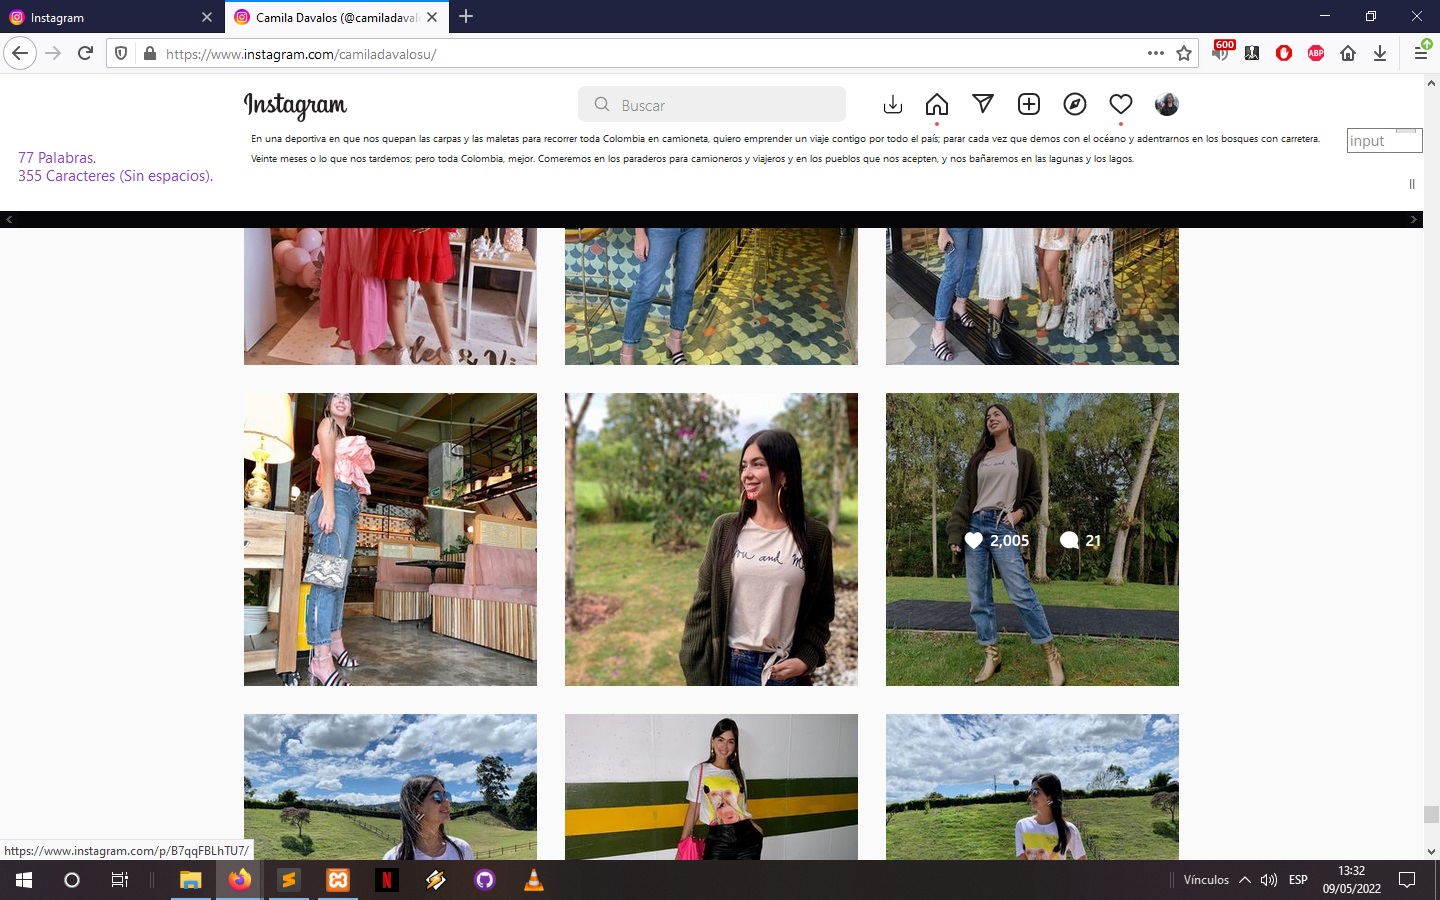 Instagram
Camila Davalos (@camiladaval
https://www.instagram.com/camiladavalosu/
600
ABP
Instagram
Buscar
En una deportiva en que nos quepan las carpas y las maletas para recorrer toda Colombia en camioneta, quiero emprender un viaje contigo por todo el país; parar cada vez que demos con el océano y adentrarnos en los bosques con carretera.
Veinte meses o lo que nos tardemos; pero toda Colombia, mejor. Comeremos en los paraderos para camioneros y viajeros y en los pueblos que nos acepten, y nos bañaremos en las lagunas y los lagos.
input
77 Palabras.
355 Caracteres (Sin espacios).
You and Me
2,005
21
https://www.instagram.com/p/B7qqFBLhTU7/
Vínculos
ESP
13:32
09/05/2022